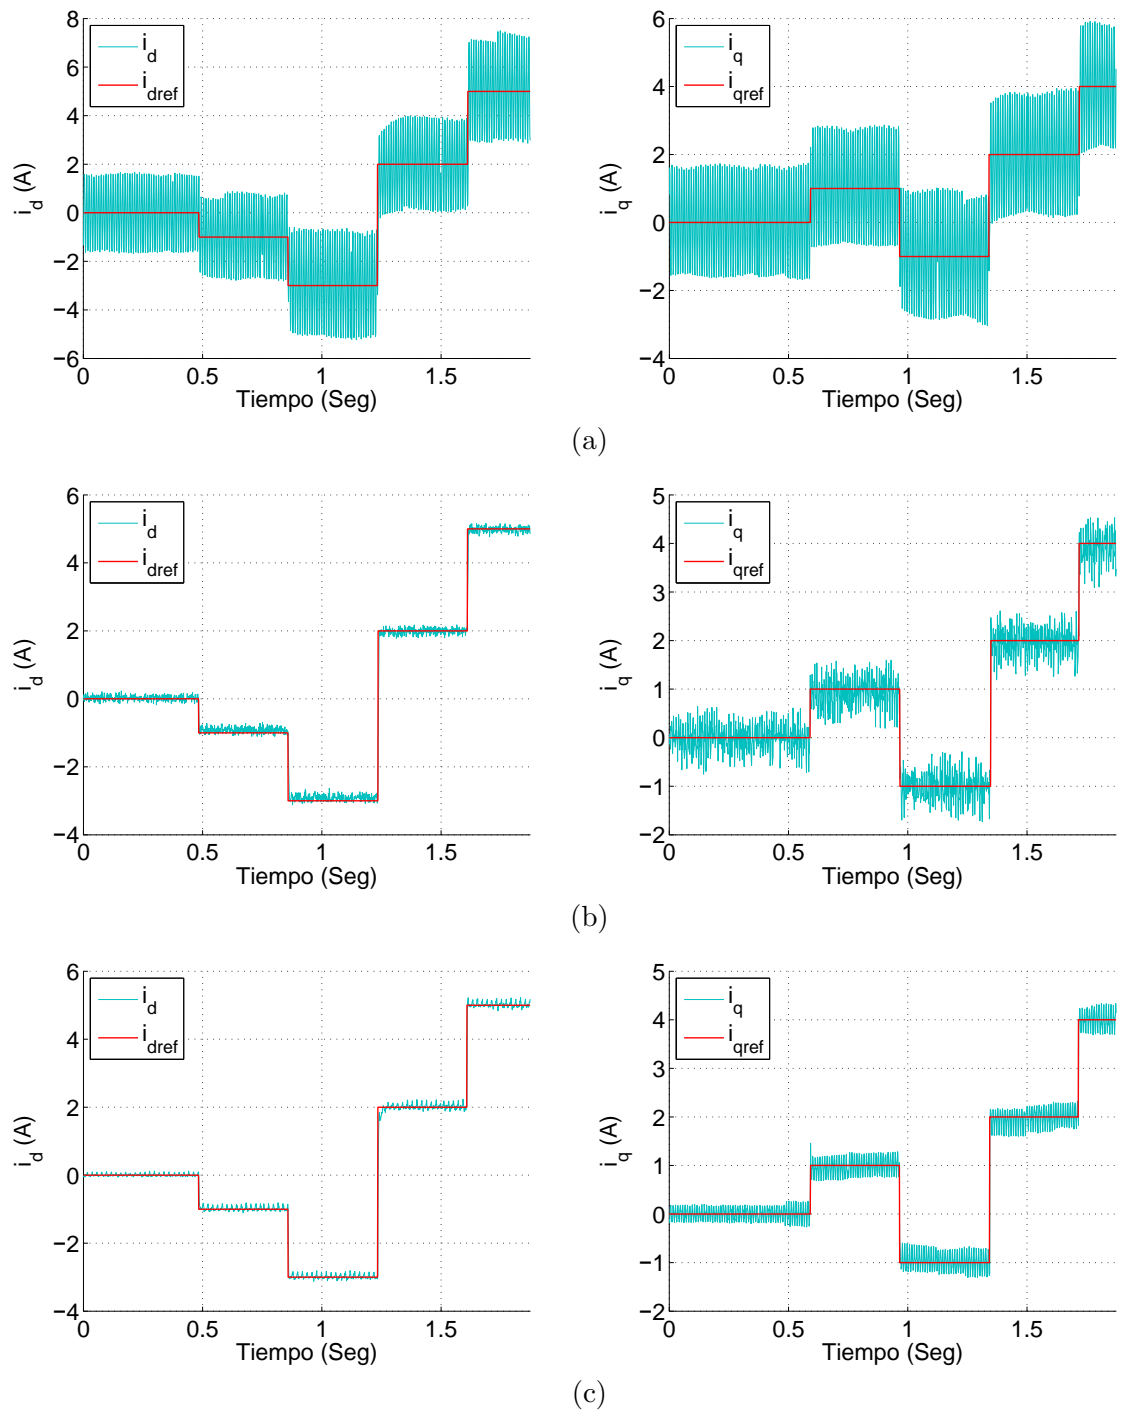 8
6
4
2
0
−2
−4
−6
i_d (A)
i_d
i_dref
0 0.5 1 1.5
Tiempo (Seg)
6
4
2
0
−2
−4
i_q (A)
i_q
i_qref
0 0.5 1 1.5
Tiempo (Seg)
(a)
6
4
2
0
−2
−4
i_d (A)
i_d
i_dref
0 0.5 1 1.5
Tiempo (Seg)
5
4
3
2
1
0
−1
−2
i_q (A)
i_q
i_qref
0 0.5 1 1.5
Tiempo (Seg)
(b)
6
4
2
0
−2
−4
i_d (A)
i_d
i_dref
0 0.5 1 1.5
Tiempo (Seg)
5
4
3
2
1
0
−1
−2
i_q (A)
i_q
i_qref
0 0.5 1 1.5
Tiempo (Seg)
(c)